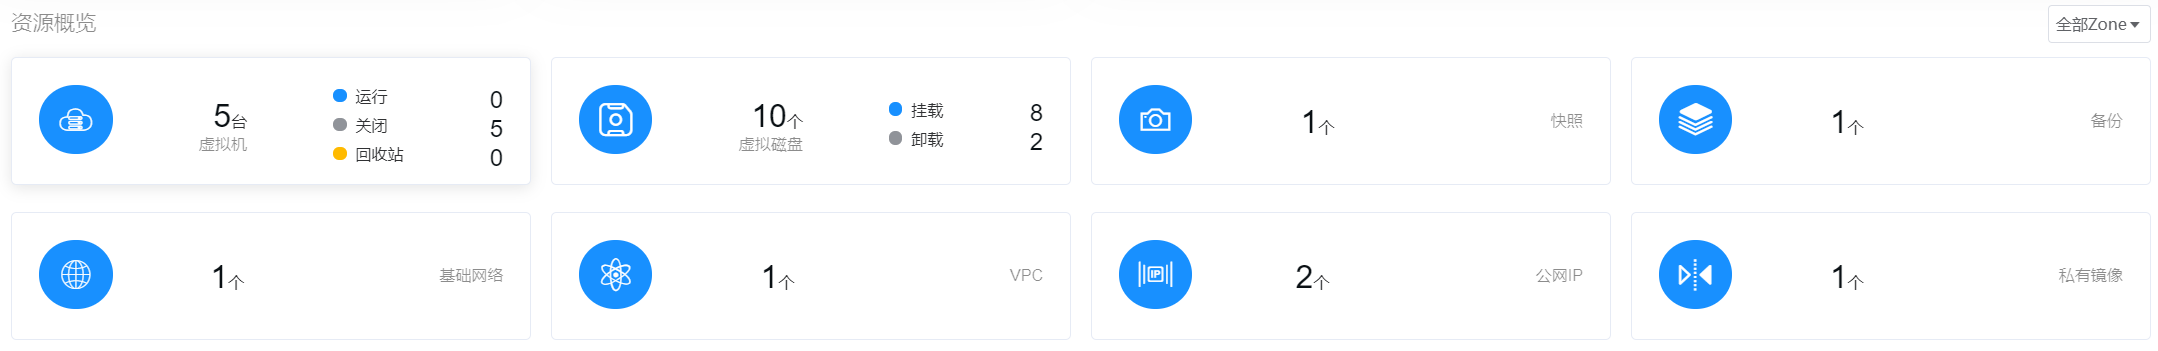 资源概览
全部Zone
5台
虚拟机
运行 0
关闭 5
回收站 0
10个
虚拟磁盘
挂载 8
卸载 2
1个 快照
1个 备份
1个 基础网络
1个 VPC
IP
2个 公网IP
1个 私有镜像